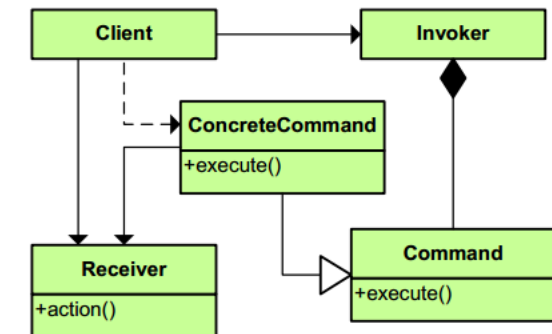 Client
Invoker
ConcreteCommand
+execute()
Receiver
+action()
Command
+execute()